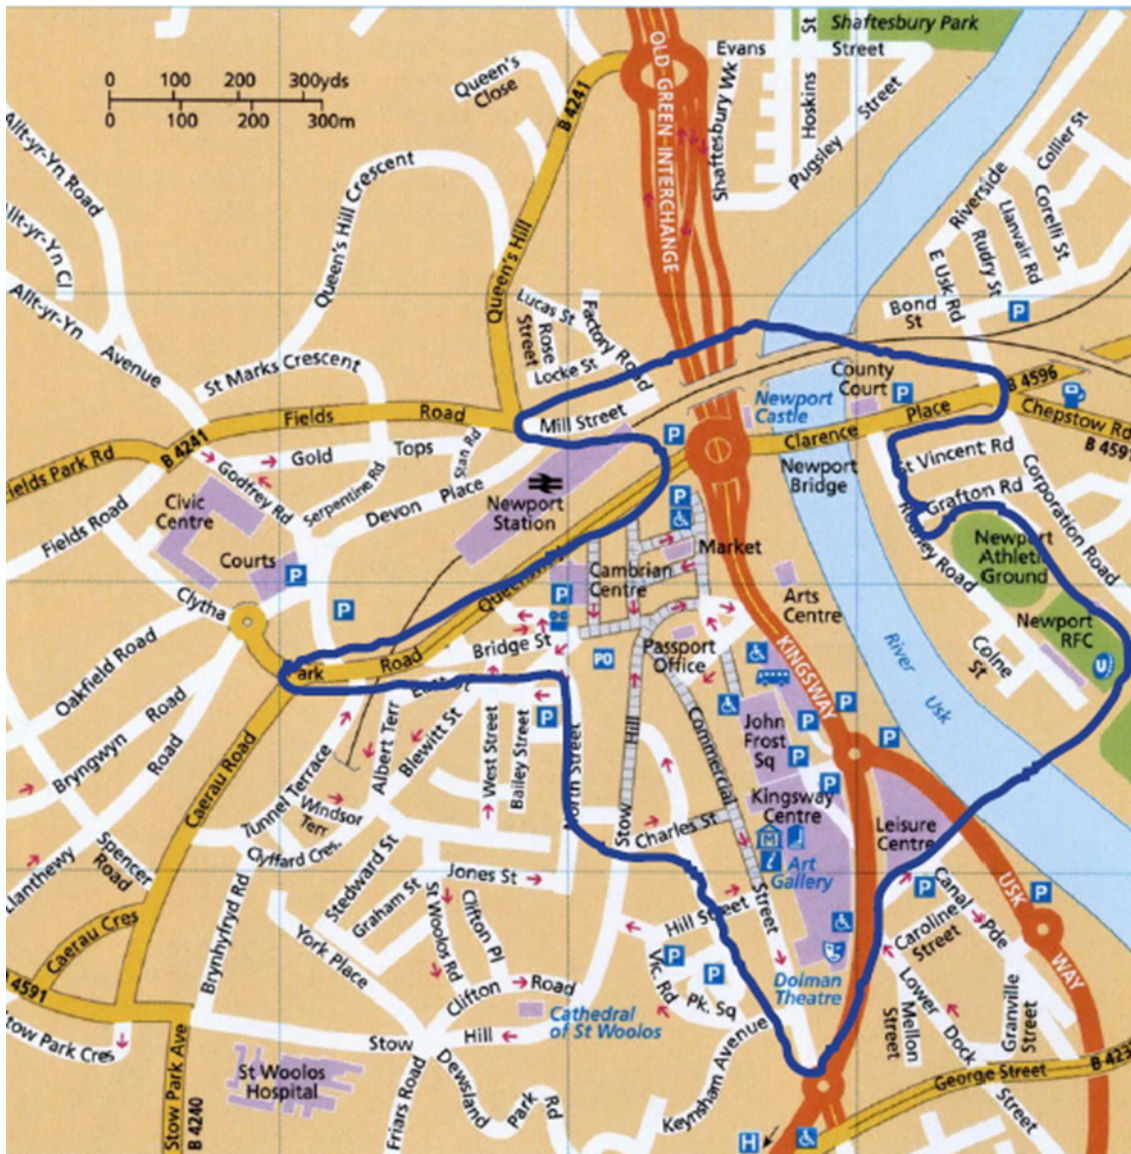 Shaftesbury Park
St
Evans
Street
Queen's
Close
OLD GREEN INTERCHANGE
Shaftesbury Wk
Hoskins
Pugsley Street
0 100 200 300yds
0 100 200 300m
B 4241
Allt-yr-Yn Road
Queen's Hill Crescent
Collier St
Riverside
Corelli St
Llanvair Rd
Rudry St
E Usk Rd
Allt-yr-Yn Cl
Queen's Hill
Allt-yr-Yn
Avenue
Lucas St
Factory Road
Rose
Street
Locke St
Bond
St
P
St Marks Crescent
County
Court
P
B 4596
Newport
Castle
Place
Chepstow Rd
B 4591
Fields
Road
Mill Street
Clarence
Fields Park Rd
B 4241
Gold
Tops
Stan Rd
P
St Vincent Rd
Godfrey Rd
Serpentine Rd
Newport
Bridge
Civic
Centre
Devon Place
Newport
Station
P
Grafton Rd
Corporation Road
Fields Road
Market
Rodney Road
Newport
Athletic
Ground
Courts
P
Cambrian
Centre
P
Arts
Centre
Clytha
P
Newport
RFC
Oakfield Road
Bridge St
Passport
Office
KINGSWAY
River
Usk
Colne
St
PO
ark
Road
East St
P
Bryngwyn
Road
Road
Caerau Road
Albert Terr
Blewitt St
West Street
Bailey Street
North Street
Hill
Stow
Commercial
Street
John
Frost
Sq
P
P
P
P
P
Tunnel Terrace
Windsor
Terr
Kingsway
Centre
Charles St
Clyffard Cres.
Leisure
Centre
M
i
Art
Gallery
Llanthewy
Spencer
Road
Stedward St
Jones St
P
USK
WAY
P
Brynhyfryd Rd
Graham St
St Woolos Rd
Clifton Pl
Hill Street
Canal
Pde
Caroline
Street
Caerau Cres
York Place
Vic. Rd
P
P
Pk. Sq
Dolman
Theatre
B 4591
Clifton
Road
Cathedral
of St Woolos
Lower
Dock
Street
Mellon
Street
Granville
Street
Stow Park Cres
Stow
Hill
Keynsham Avenue
B 4237
George Street
St Woolos
Hospital
Stow Park Ave
B 4240
Friars Road
Dewsland
Park
Rd
H